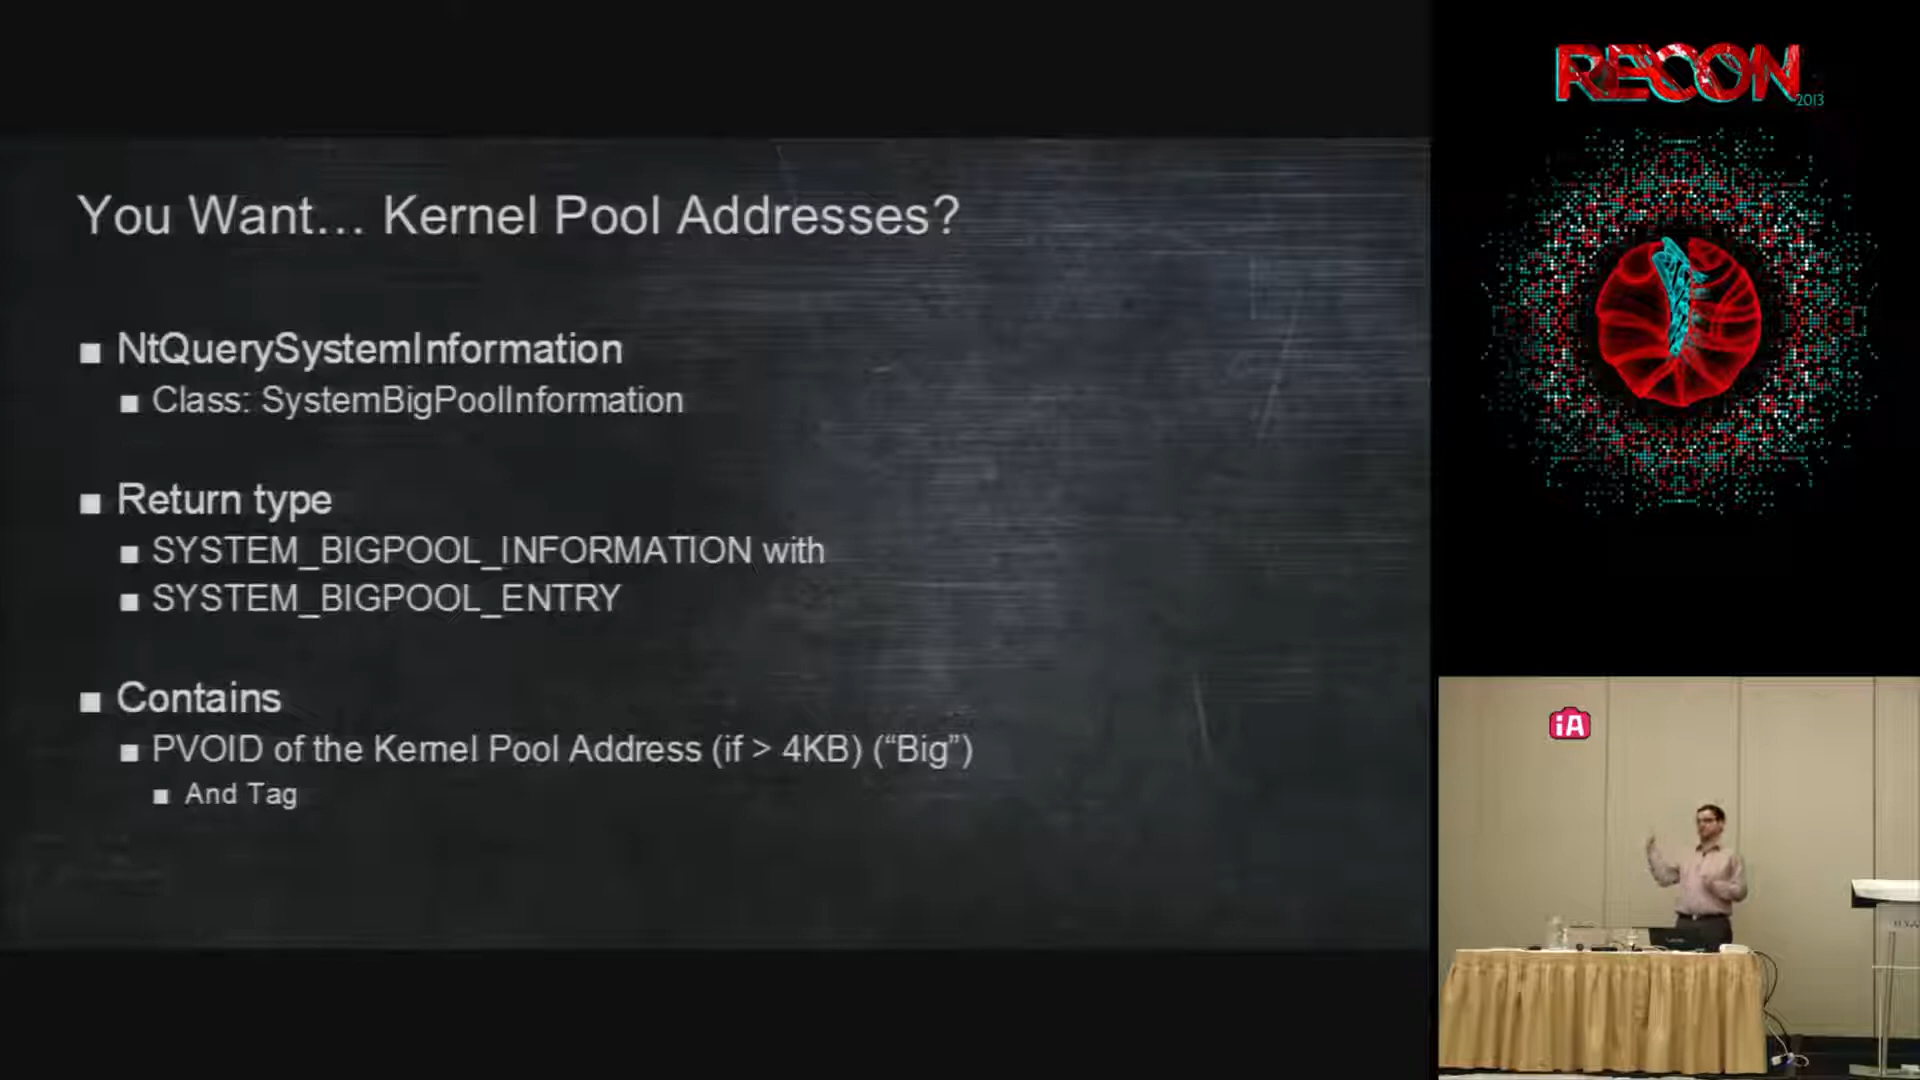 You Want... Kernel Pool Addresses?
■ NtQuerySystemInformation
■ Class: SystemBigPoolInformation
■ Return type
■ SYSTEM_BIGPOOL_INFORMATION with
■ SYSTEM_BIGPOOL_ENTRY
■ Contains
■ PVOID of the Kernel Pool Address (if > 4KB) (“Big”)
■ And Tag
RECON
2013
iA